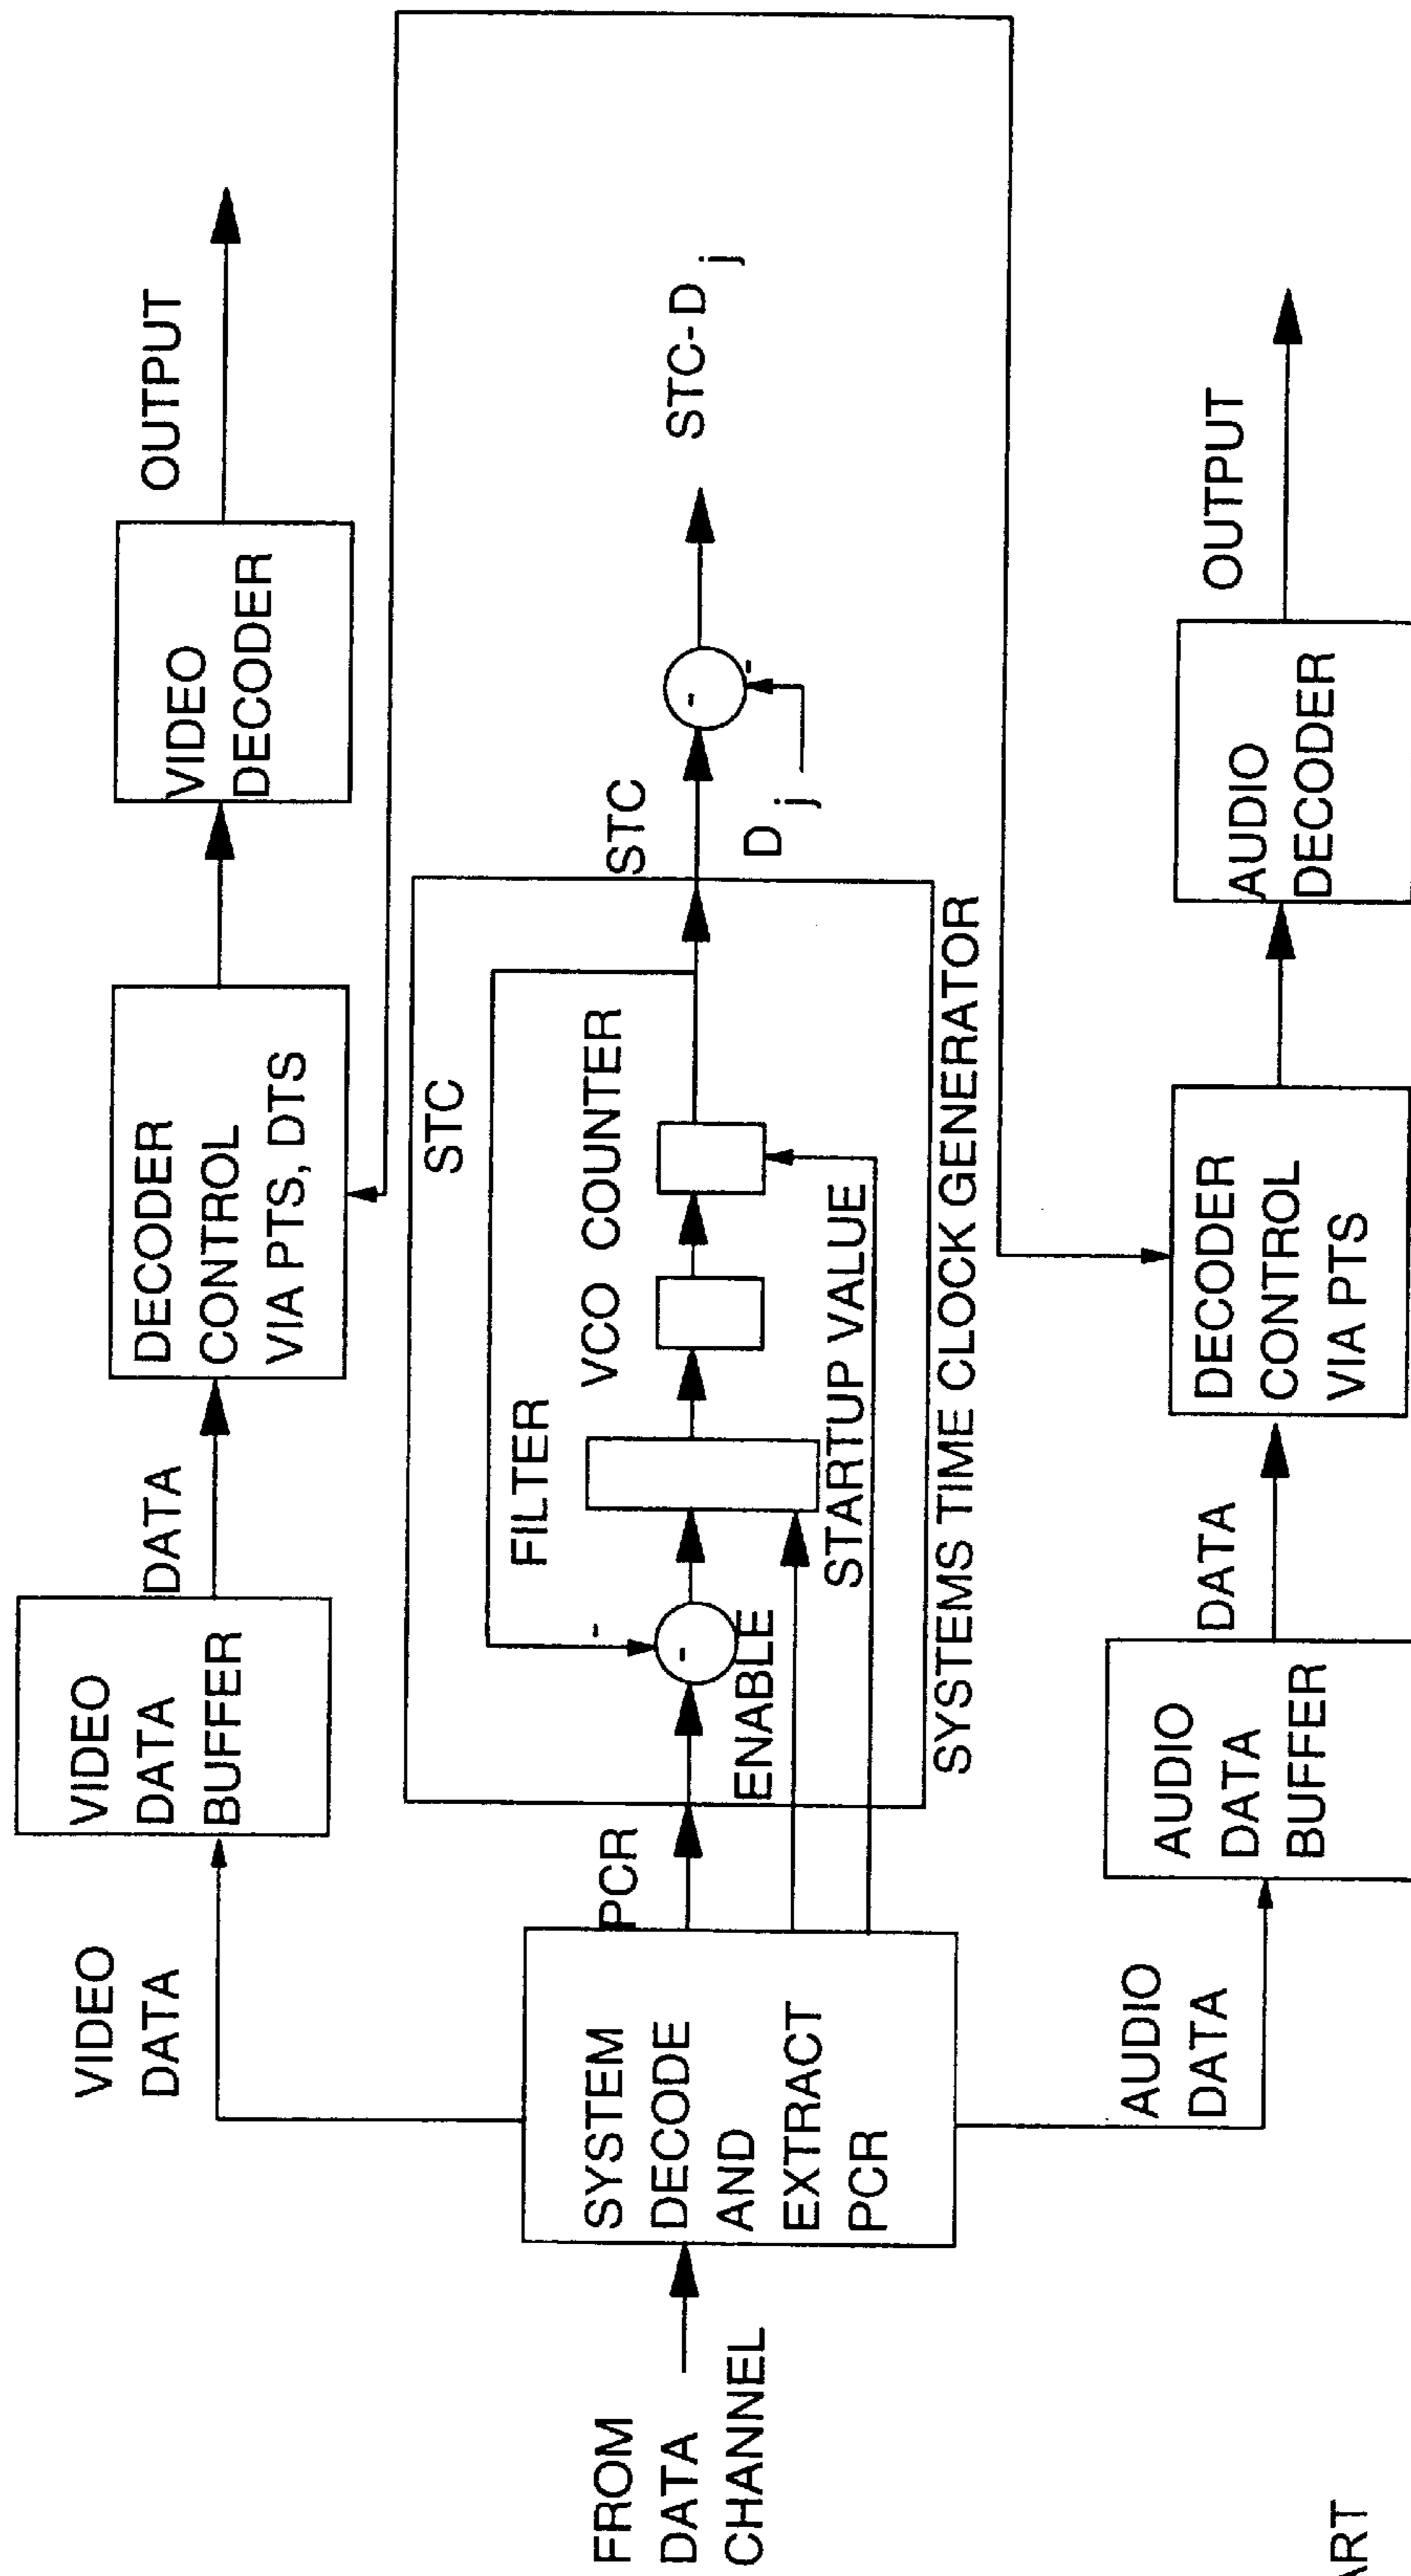 VIDEO
DATA
VIDEO
DATA
BUFFER
DATA
DECODER
CONTROL
VIA PTS, DTS
VIDEO
DECODER
OUTPUT
FROM
DATA
CHANNEL
SYSTEM
DECODE
AND
EXTRACT
PCR
PCR
ENABLE
-
-
FILTER
STC
VCO COUNTER
STARTUP VALUE
SYSTEMS TIME CLOCK GENERATOR
STC
D j
-
-
STC-D j
AUDIO
DATA
AUDIO
DATA
BUFFER
DATA
DECODER
CONTROL
VIA PTS
AUDIO
DECODER
OUTPUT